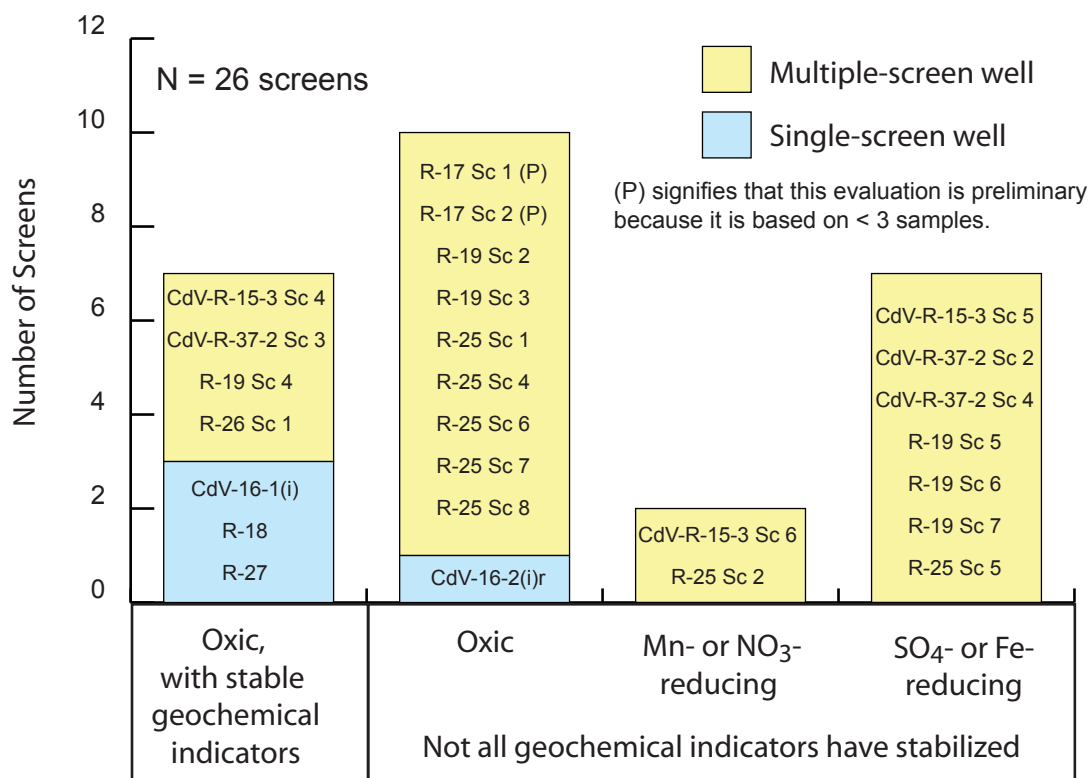 12
10
8
6
4
2
0
Number of Screens
N = 26 screens
Multiple-screen well
Single-screen well
(P) signifies that this evaluation is preliminary
because it is based on < 3 samples.
CdV-R-15-3 Sc 4
CdV-R-37-2 Sc 3
R-19 Sc 4
R-26 Sc 1
CdV-16-1(i)
R-18
R-27
R-17 Sc 1 (P)
R-17 Sc 2 (P)
R-19 Sc 2
R-19 Sc 3
R-25 Sc 1
R-25 Sc 4
R-25 Sc 6
R-25 Sc 7
R-25 Sc 8
CdV-16-2(i)r
CdV-R-15-3 Sc 6
R-25 Sc 2
CdV-R-15-3 Sc 5
CdV-R-37-2 Sc 2
CdV-R-37-2 Sc 4
R-19 Sc 5
R-19 Sc 6
R-19 Sc 7
R-25 Sc 5
Oxic,
with stable
geochemical
indicators
Oxic
Mn- or NO3-
reducing
SO4- or Fe-
reducing
Not all geochemical indicators have stabilized